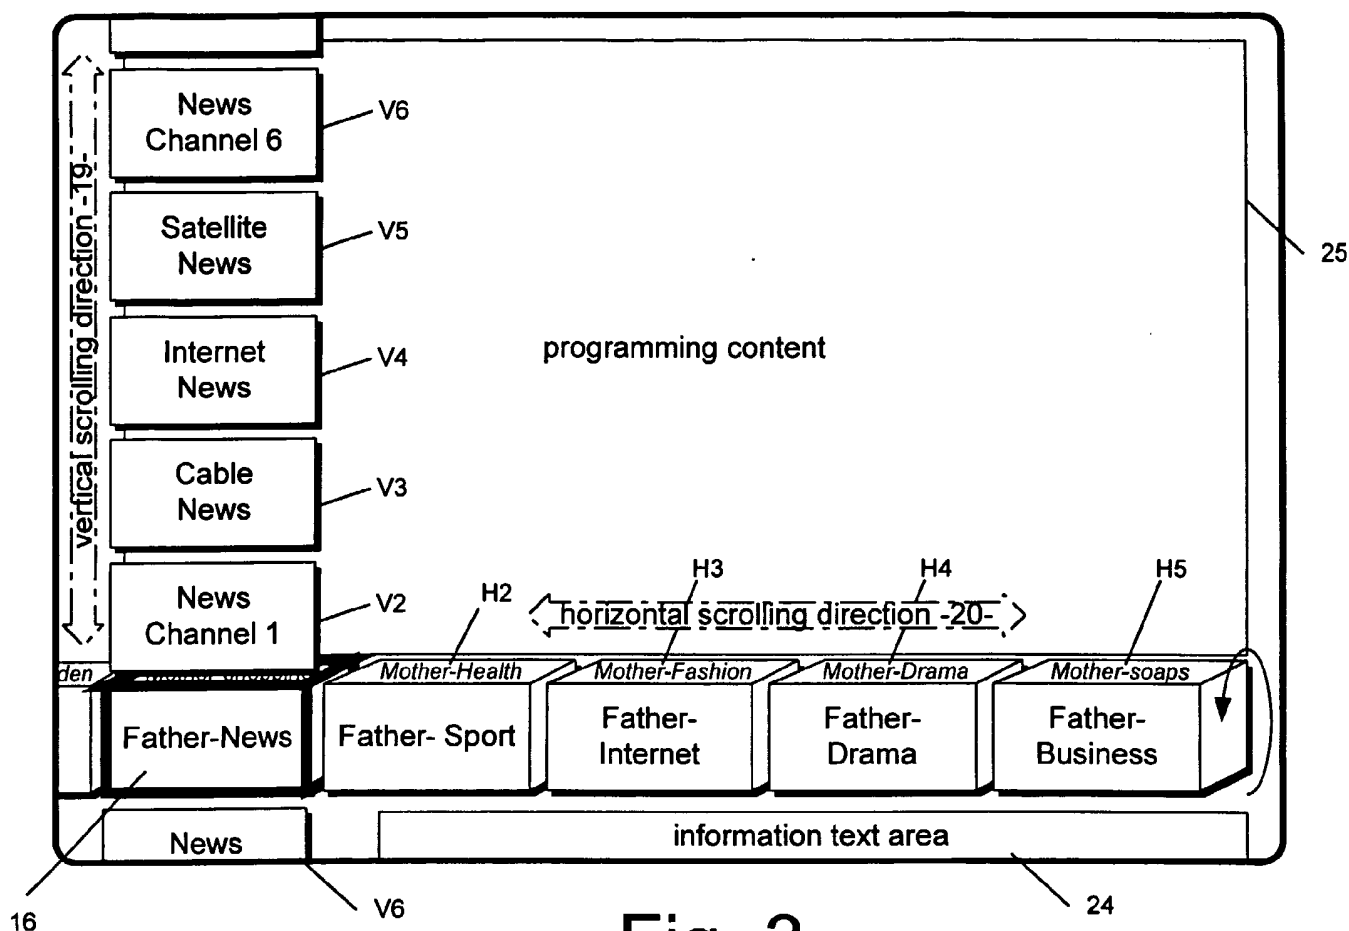 News
Channel 6
V6
Satellite
News
V5
25
vertical scrolling direction -19-
Internet
News
V4
programming content
Cable
News
V3
News
Channel 1
V2
H2
H3
H4
H5
horizontal scrolling direction -20-
den
Mother-Health
Mother-Fashion
Mother-Drama
Mother-soaps
Father-News
Father- Sport
Father-
Internet
Father-
Drama
Father-
Business
News
information text area
16
V6
24